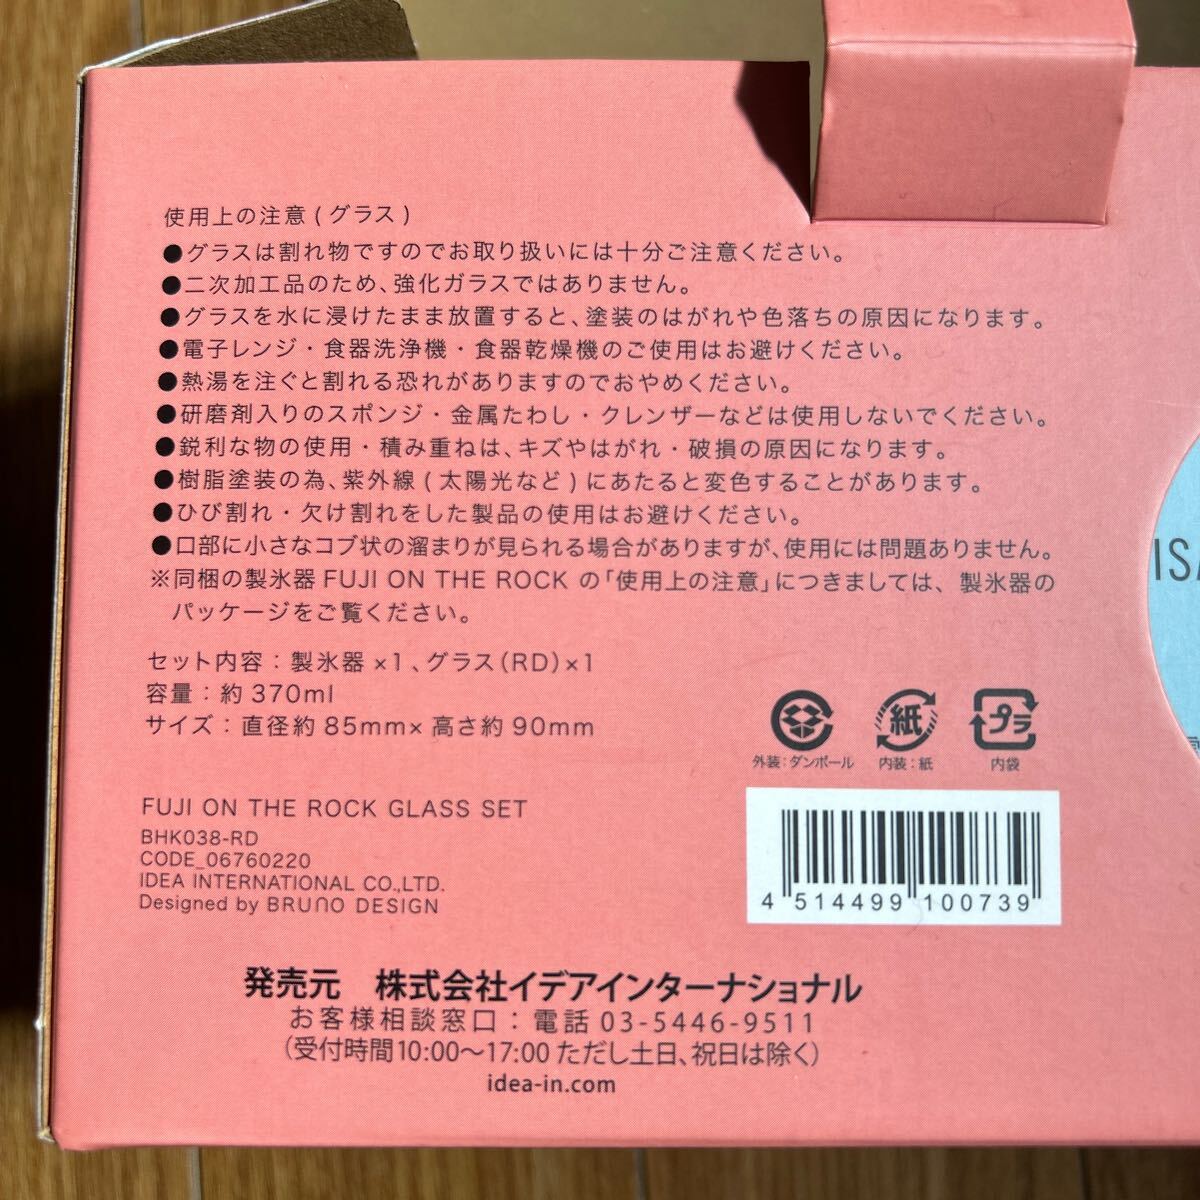 使用上の注意(グラス)
●グラスは割れ物ですのでお取り扱いには十分ご注意ください。
●二次加工品のため、強化ガラスではありません。
●グラスを水に浸けたまま放置すると、塗装のはがれや色落ちの原因になります。
●電子レンジ・食器洗浄機・食器乾燥機のご使用はお避けください。
●熱湯を注ぐと割れる恐れがありますのでおやめください。
●研磨剤入りのスポンジ・金属たわし・クレンザーなどは使用しないでください。
●鋭利な物の使用・積み重ねは、キズやはがれ・破損の原因になります。
●樹脂塗装の為、紫外線(太陽光など)にあたると変色することがあります。
●ひび割れ・欠け割れをした製品の使用はお避けください。
●口部に小さなコブ状の溜まりが見られる場合がありますが、使用には問題ありません。
※同梱の製氷器FUJI ON THE ROCK の「使用上の注意」につきましては、製氷器の
パッケージをご覧ください。
セット内容：製氷器×1、グラス(RD)×1
容量：約370ml
サイズ：直径約85mm×高さ約90mm
紙
プラ
外装：ダンボール
内装：紙
内袋
FUJI ON THE ROCK GLASS SET
BHK038-RD
CODE_06760220
IDEA INTERNATIONAL CO.,LTD.
Designed by BRUNO DESIGN
4 514499 100739
発売元 株式会社イデアインターナショナル
お客様相談窓口：電話 03-5446-9511
(受付時間10:00〜17:00 ただし土日、祝日は除く)
idea-in.com
ISA